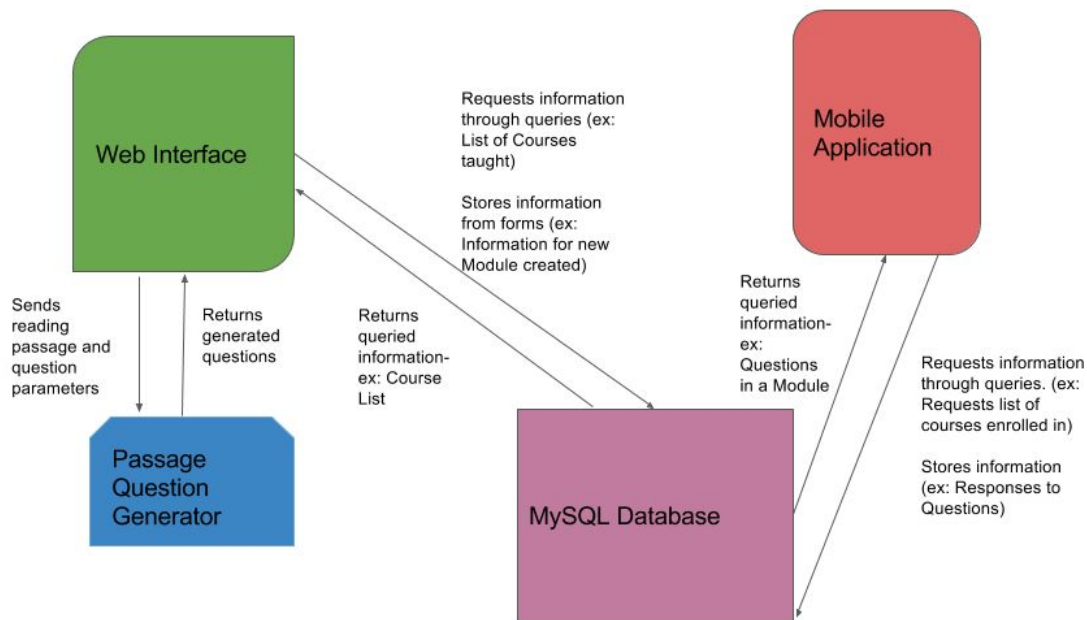 Web Interface
Requests information
through queries (ex:
List of Courses
taught)
Stores information
from forms (ex:
Information for new
Module created)
Mobile
Application
Sends
reading
passage and
question
parameters
Returns
generated
questions
Returns
queried
information-
ex: Course
List
Returns
queried
information-
ex:
Questions
in a Module
Requests information
through queries. (ex:
Requests list of
courses enrolled in)
Stores information
(ex: Responses to
Questions)
Passage
Question
Generator
MySQL Database